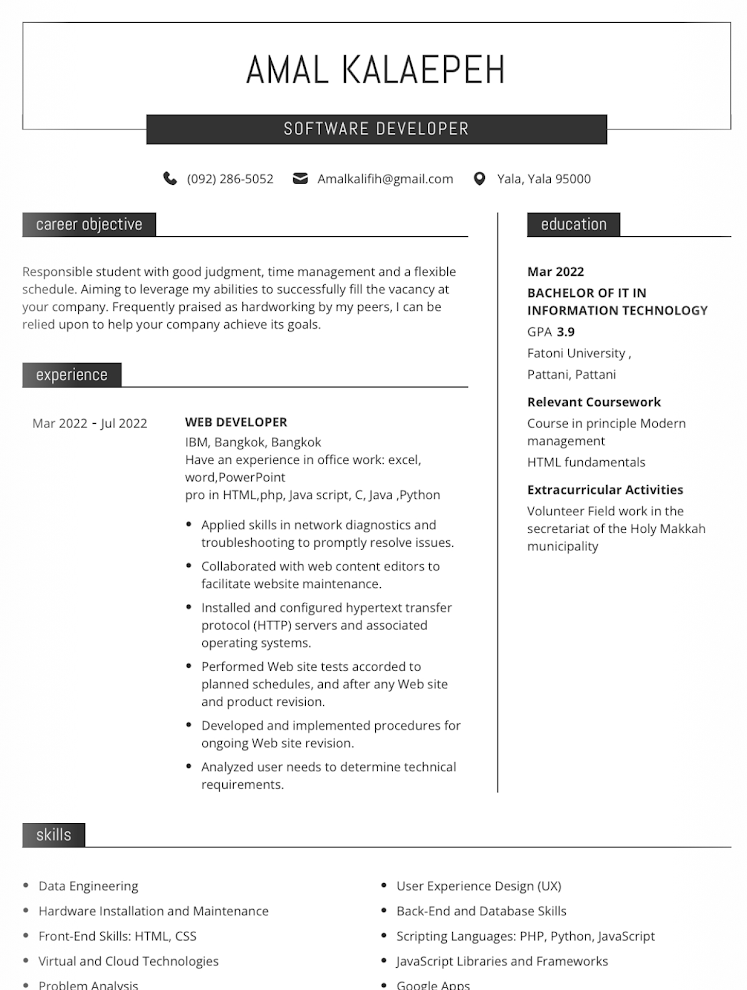 AMAL KALAEPEH
SOFTWARE DEVELOPER
(092) 286-5052 Amalkalifih@gmail.com Yala, Yala 95000
career objective
Responsible student with good judgment, time management and a flexible
schedule. Aiming to leverage my abilities to successfully fill the vacancy at
your company. Frequently praised as hardworking by my peers, I can be
relied upon to help your company achieve its goals.
experience
Mar 2022 - Jul 2022
WEB DEVELOPER
IBM, Bangkok, Bangkok
Have an experience in office work: excel,
word,PowerPoint
pro in HTML,php, Java script, C, Java ,Python
• Applied skills in network diagnostics and
troubleshooting to promptly resolve issues.
• Collaborated with web content editors to
facilitate website maintenance.
• Installed and configured hypertext transfer
protocol (HTTP) servers and associated
operating systems.
• Performed Web site tests accorded to
planned schedules, and after any Web site
and product revision.
• Developed and implemented procedures for
ongoing Web site revision.
• Analyzed user needs to determine technical
requirements.
education
Mar 2022
BACHELOR OF IT IN
INFORMATION TECHNOLOGY
GPA 3.9
Fatoni University ,
Pattani, Pattani
Relevant Coursework
Course in principle Modern
management
HTML fundamentals
Extracurricular Activities
Volunteer Field work in the
secretariat of the Holy Makkah
municipality
skills
• Data Engineering
• Hardware Installation and Maintenance
• Front-End Skills: HTML, CSS
• Virtual and Cloud Technologies
• Problem Analysis
• User Experience Design (UX)
• Back-End and Database Skills
• Scripting Languages: PHP, Python, JavaScript
• JavaScript Libraries and Frameworks
• Google Apps